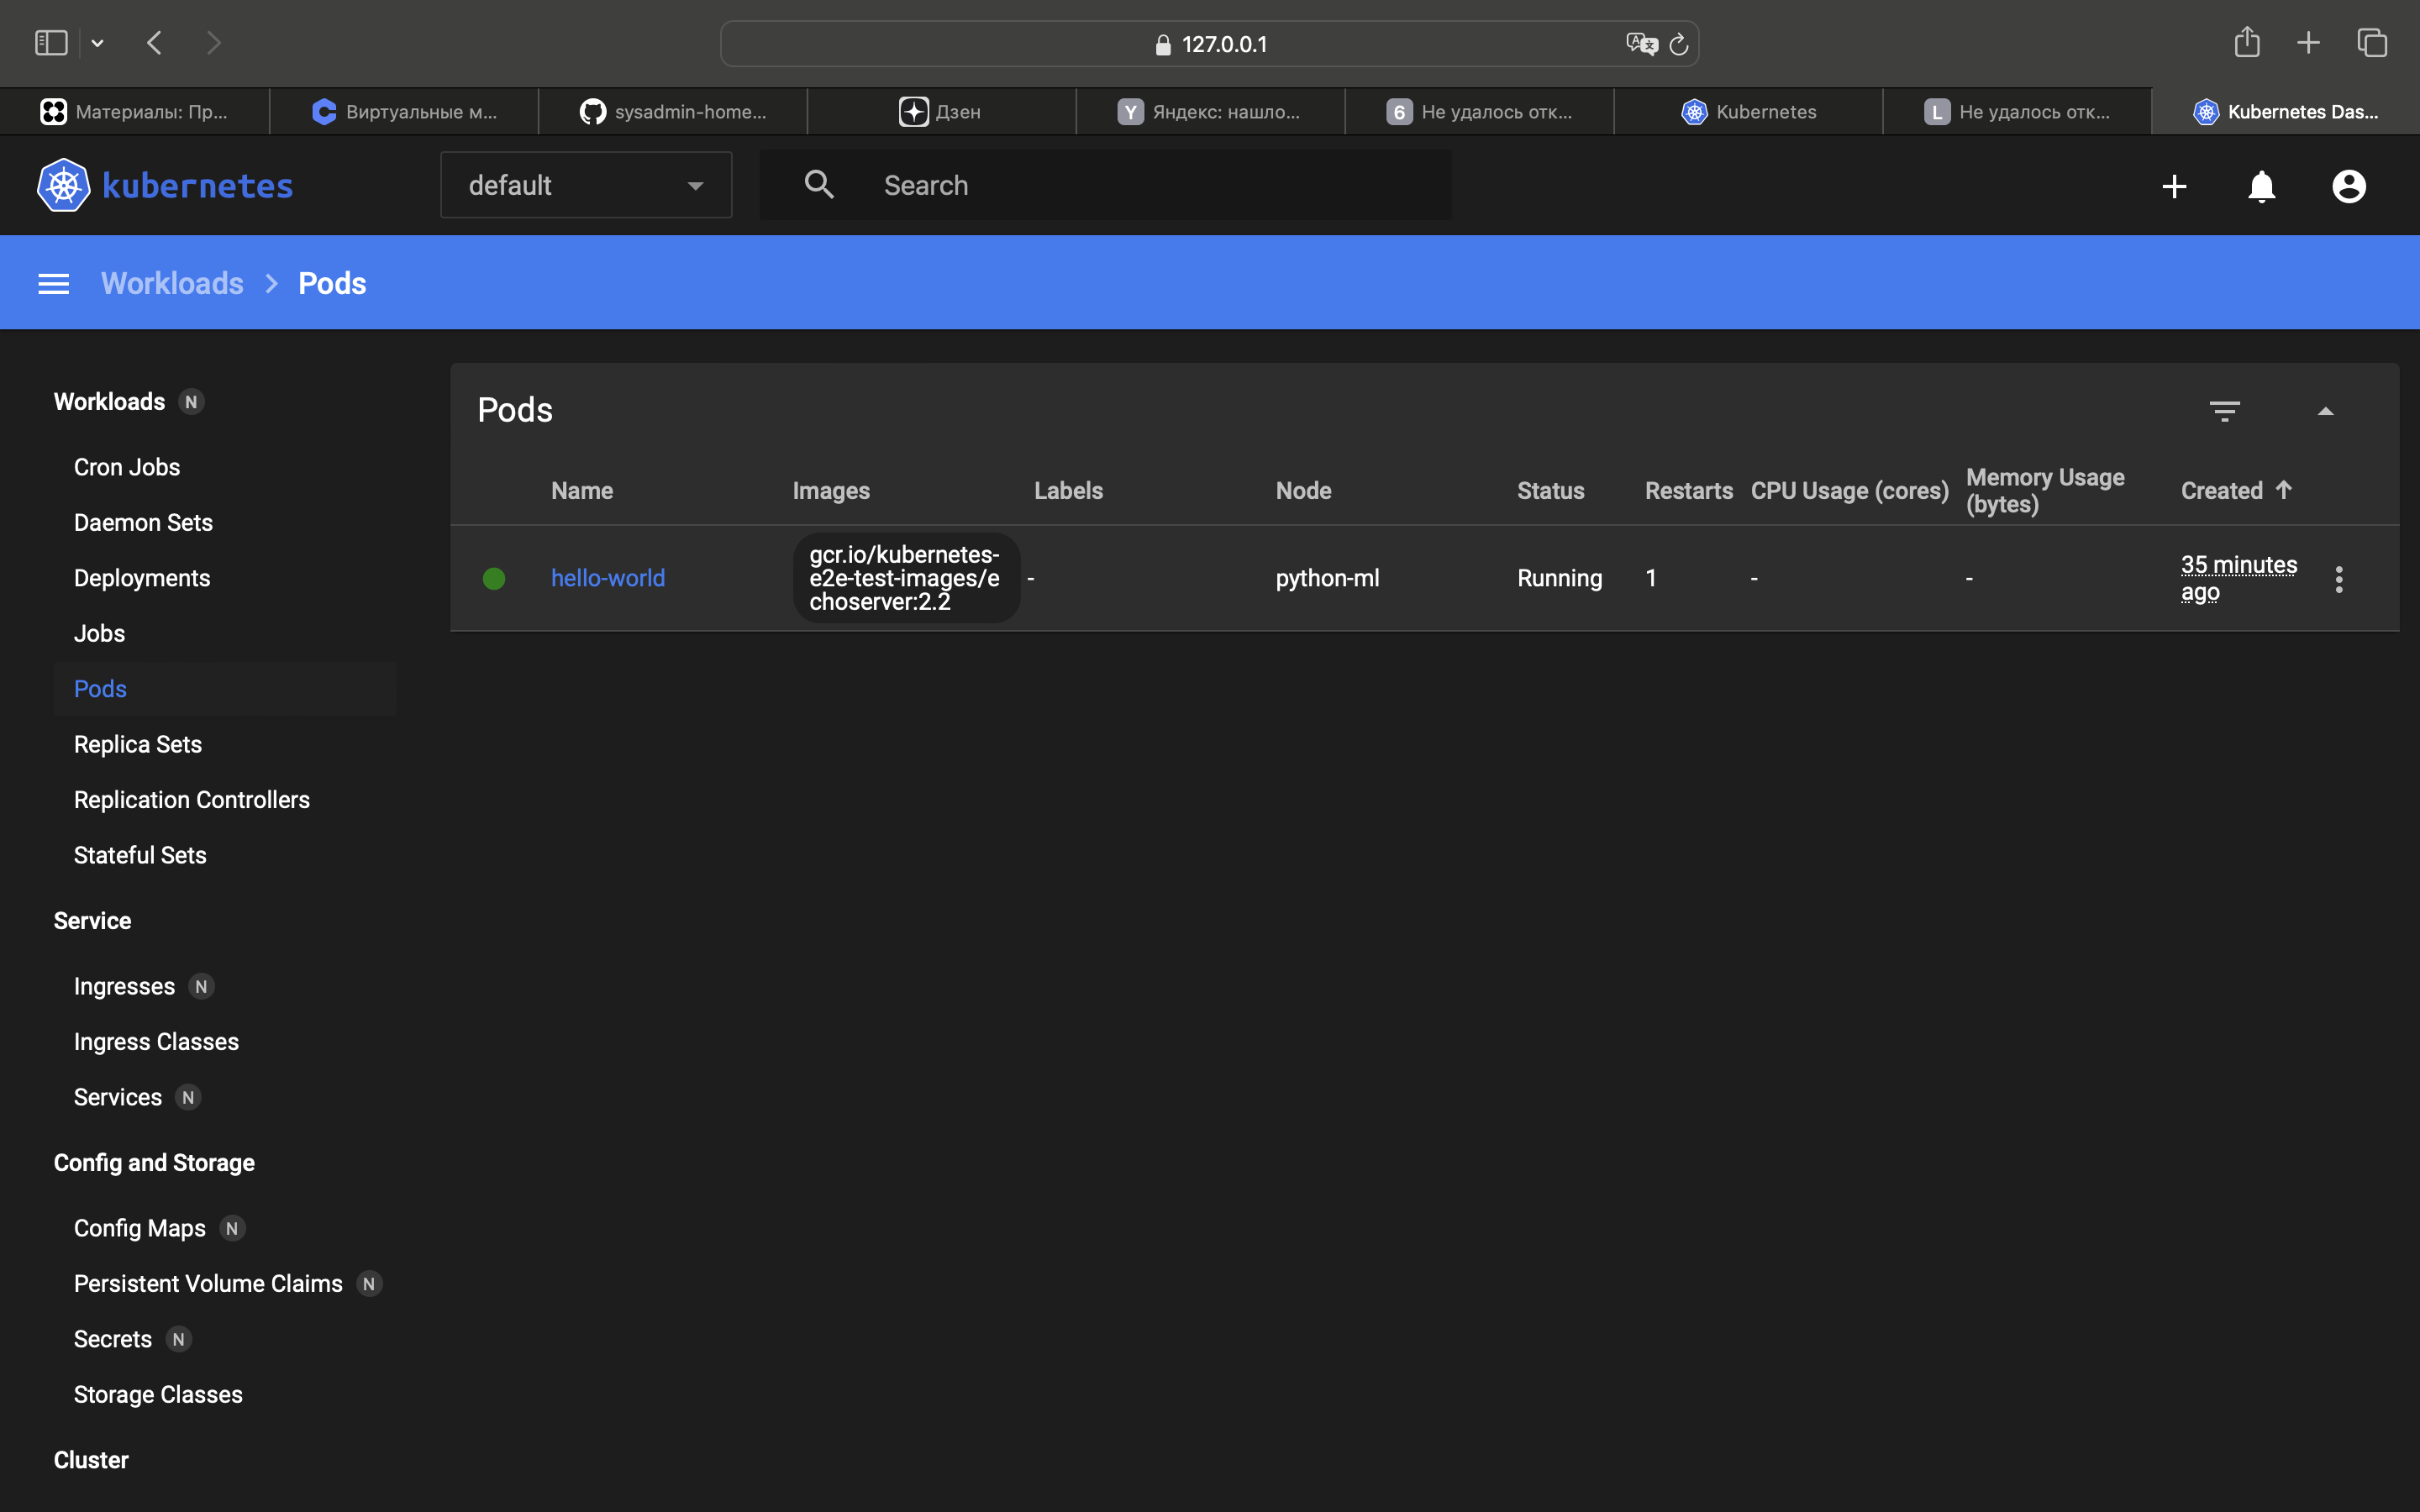 127.0.0.1
Материалы: Пр...
Виртуальные м...
sysadmin-home...
Дзен
Y
Яндекс: нашло...
6
Не удалось отк...
Kubernetes
L
Не удалось отк...
Kubernetes Das...
kubernetes
default
Search
Workloads
Pods
Workloads N
Cron Jobs
Daemon Sets
Deployments
Jobs
Pods
Replica Sets
Replication Controllers
Stateful Sets
Service
Ingresses N
Ingress Classes
Services N
Config and Storage
Config Maps N
Persistent Volume Claims N
Secrets N
Storage Classes
Cluster
Pods
Name
Images
Labels
Node
Status
Restarts
CPU Usage (cores)
Memory Usage
(bytes)
Created
hello-world
gcr.io/kubernetes-
e2e-test-images/e
choserver:2.2
-
python-ml
Running
1
-
-
35 minutes
ago